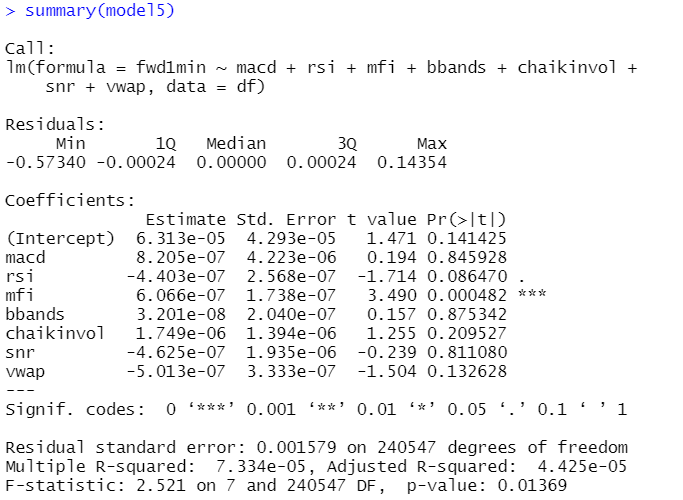 > summary(model5)
Call:
lm(formula = fwd1min ~ macd + rsi + mfi + bbands + chaikinvol +
    snr + vwap, data = df)
Residuals:
     Min       1Q   Median       3Q      Max
-0.57340 -0.00024  0.00000  0.00024  0.14354
Coefficients:
              Estimate Std. Error t value Pr(>|t|)
(Intercept)  6.313e-05  4.293e-05   1.471 0.141425
macd         8.205e-07  4.223e-06   0.194 0.845928
rsi         -4.403e-07  2.568e-07  -1.714 0.086470 .
mfi          6.066e-07  1.738e-07   3.490 0.000482 ***
bbands       3.201e-08  2.040e-07   0.157 0.875342
chaikinvol   1.749e-06  1.394e-06   1.255 0.209527
snr         -4.625e-07  1.935e-06  -0.239 0.811080
vwap        -5.013e-07  3.333e-07  -1.504 0.132628
---
Signif. codes:  0 ‘***’ 0.001 ‘**’ 0.01 ‘*’ 0.05 ‘.’ 0.1 ‘ ’ 1
Residual standard error: 0.001579 on 240547 degrees of freedom
Multiple R-squared:  7.334e-05, Adjusted R-squared:  4.425e-05
F-statistic: 2.521 on 7 and 240547 DF,  p-value: 0.01369